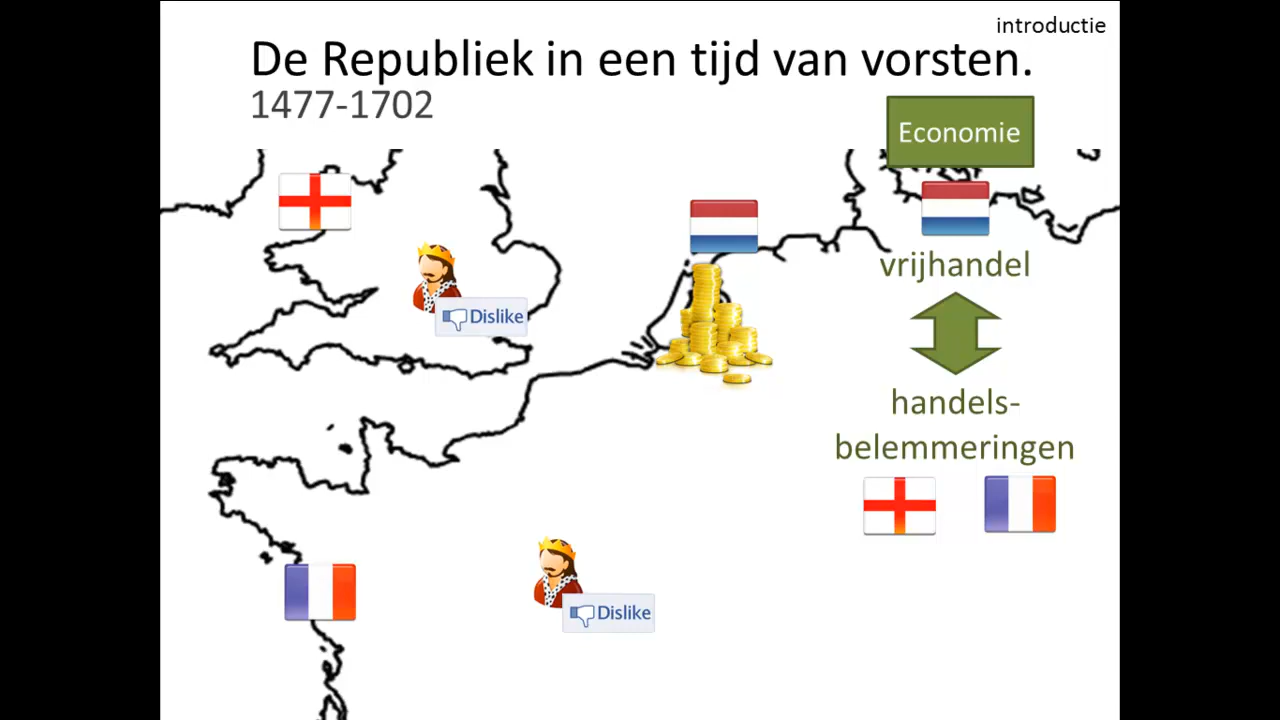 introductie
De Republiek in een tijd van vorsten.
1477-1702
Economie
vrijhandel
Dislike
handels-
belemmeringen
Dislike